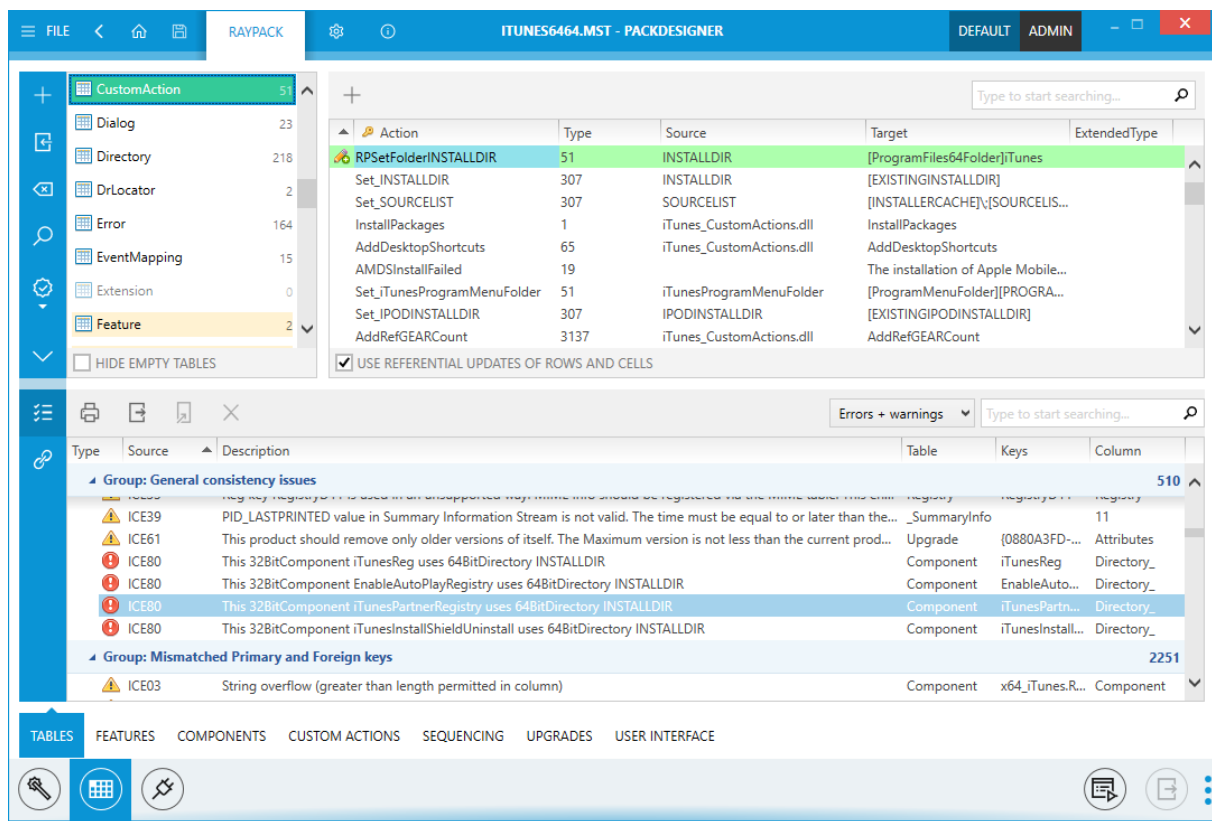 FILE RAYPACK ITUNES6464.MST - PACKDESIGNER DEFAULT ADMIN
CustomAction 51
Dialog 23
Directory 218
DrLocator 2
Error 164
EventMapping 15
Extension 0
Feature 2
HIDE EMPTY TABLES
Type to start searching...
Action Type Source Target ExtendedType
RPSetFolderINSTALLDIR 51 INSTALLDIR [ProgramFiles64Folder]iTunes
Set_INSTALLDIR 307 INSTALLDIR [EXISTINGINSTALLDIR]
Set_SOURCELIST 307 SOURCELIST [INSTALLERCACHE]\;[SOURCELIS...
InstallPackages 1 iTunes_CustomActions.dll InstallPackages
AddDesktopShortcuts 65 iTunes_CustomActions.dll AddDesktopShortcuts
AMDSInstallFailed 19 The installation of Apple Mobile...
Set_iTunesProgramMenuFolder 51 iTunesProgramMenuFolder [ProgramMenuFolder][PROGRA...
Set_IPODINSTALLDIR 307 IPODINSTALLDIR [EXISTINGIPODINSTALLDIR]
AddRefGEARCount 3137 iTunes_CustomActions.dll AddRefGEARCount
USE REFERENTIAL UPDATES OF ROWS AND CELLS
Errors + warnings Type to start searching...
Type Source Description Table Keys Column
Group: General consistency issues 510
ICE39 PID_LASTPRINTED value in Summary Information Stream is not valid. The time must be equal to or later than the... _SummaryInfo 11
ICE61 This product should remove only older versions of itself. The Maximum version is not less than the current prod... Upgrade {0880A3FD-... Attributes
ICE80 This 32BitComponent iTunesReg uses 64BitDirectory INSTALLDIR Component iTunesReg Directory_
ICE80 This 32BitComponent EnableAutoPlayRegistry uses 64BitDirectory INSTALLDIR Component EnableAuto... Directory_
ICE80 This 32BitComponent iTunesPartnerRegistry uses 64BitDirectory INSTALLDIR Component iTunesPartn... Directory_
ICE80 This 32BitComponent iTunesInstallShieldUninstall uses 64BitDirectory INSTALLDIR Component iTunesInstall... Directory_
Group: Mismatched Primary and Foreign keys 2251
ICE03 String overflow (greater than length permitted in column) Component x64_iTunes.R... Component
TABLES FEATURES COMPONENTS CUSTOM ACTIONS SEQUENCING UPGRADES USER INTERFACE